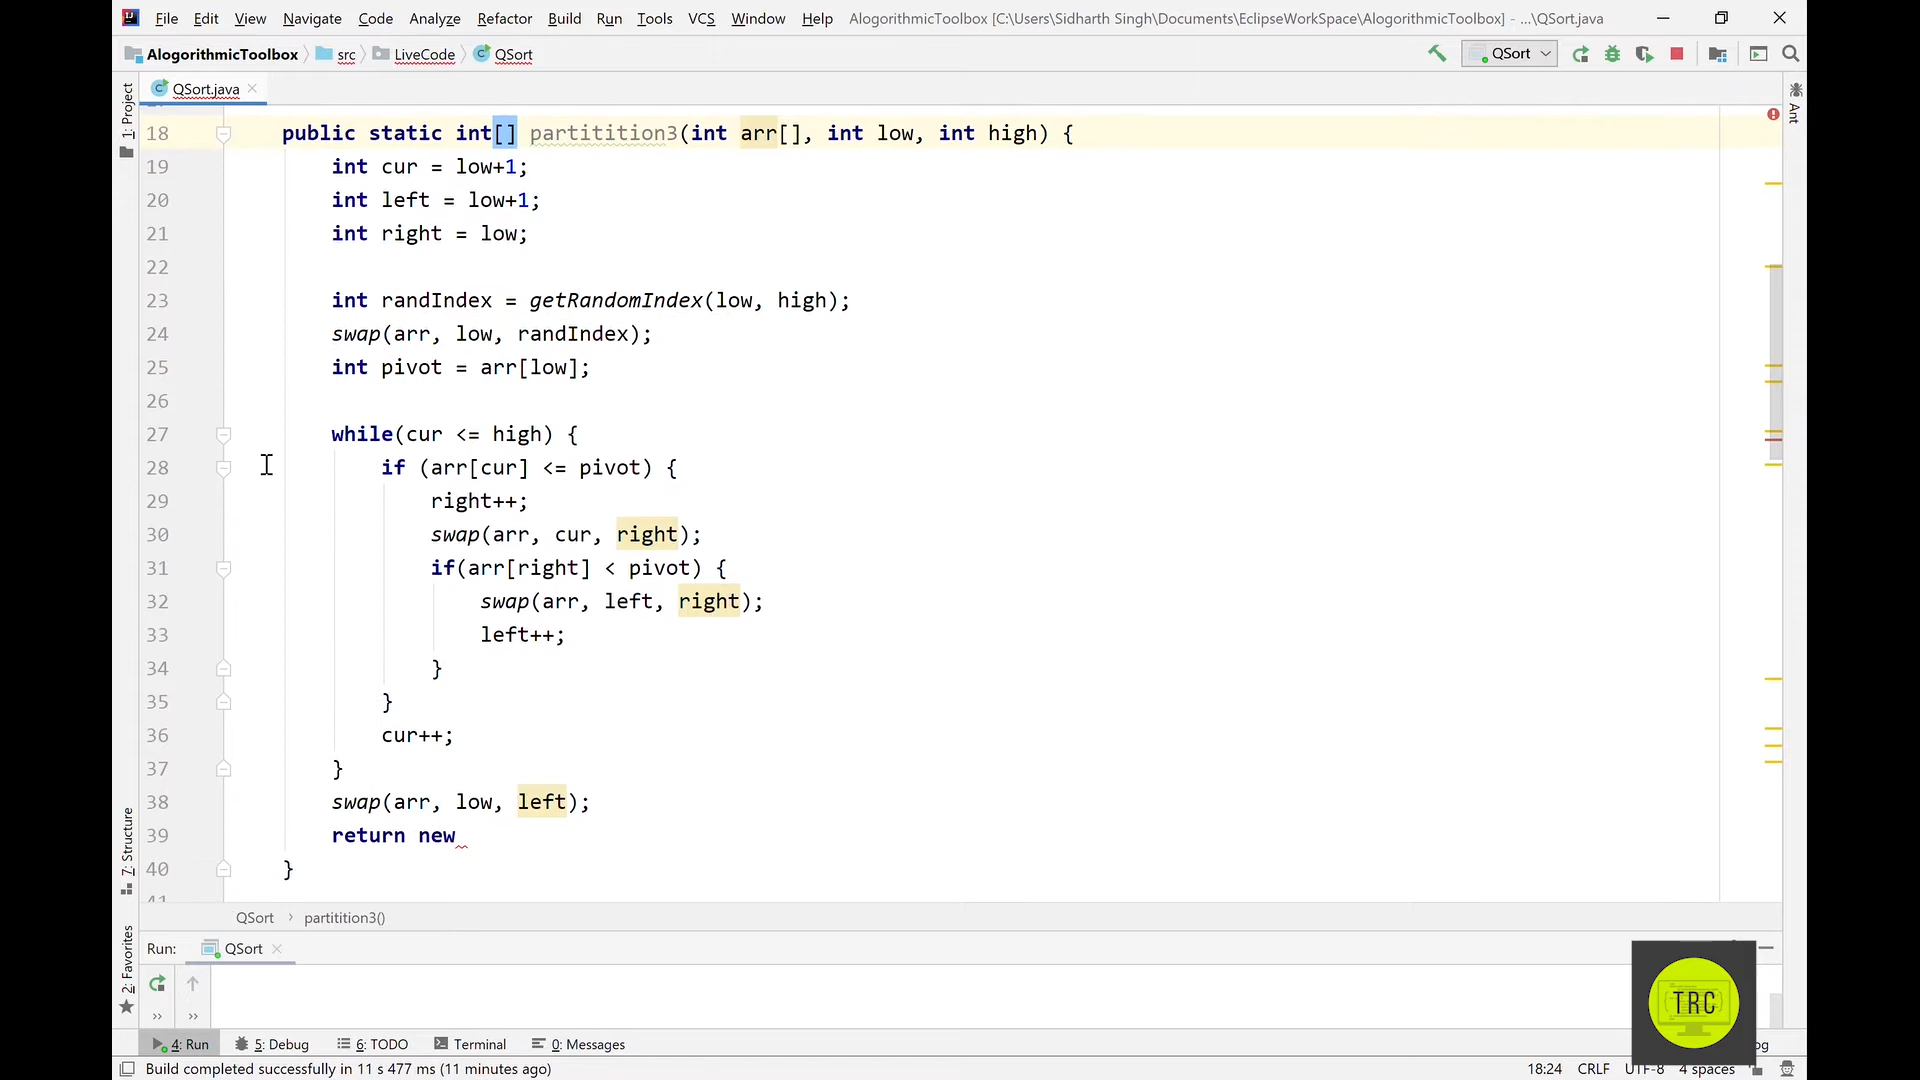 File Edit View Navigate Code Analyze Refactor Build Run Tools VCS Window Help AlogorithmicToolbox [C:\Users\Sidharth Singh\Documents\EclipseWorkSpace\AlogorithmicToolbox] - ...\QSort.java
AlogorithmicToolbox src LiveCode QSort QSort
1: Project
QSort.java
Ant
18 public static int[] partitition3(int arr[], int low, int high) {
19 int cur = low+1;
20 int left = low+1;
21 int right = low;
22
23 int randIndex = getRandomIndex(low, high);
24 swap(arr, low, randIndex);
25 int pivot = arr[low];
26
27 while(cur <= high) {
28 if (arr[cur] <= pivot) {
29 right++;
30 swap(arr, cur, right);
31 if(arr[right] < pivot) {
32 swap(arr, left, right);
33 left++;
34 }
35 }
36 cur++;
37 }
38 swap(arr, low, left);
39 return new
40 }
41
7: Structure
2: Favorites
QSort › partitition3()
Run: QSort
TRC
4: Run 5: Debug 6: TODO Terminal 0: Messages
Build completed successfully in 11 s 477 ms (11 minutes ago) 18:24 CRLF UTF-8 4 spaces